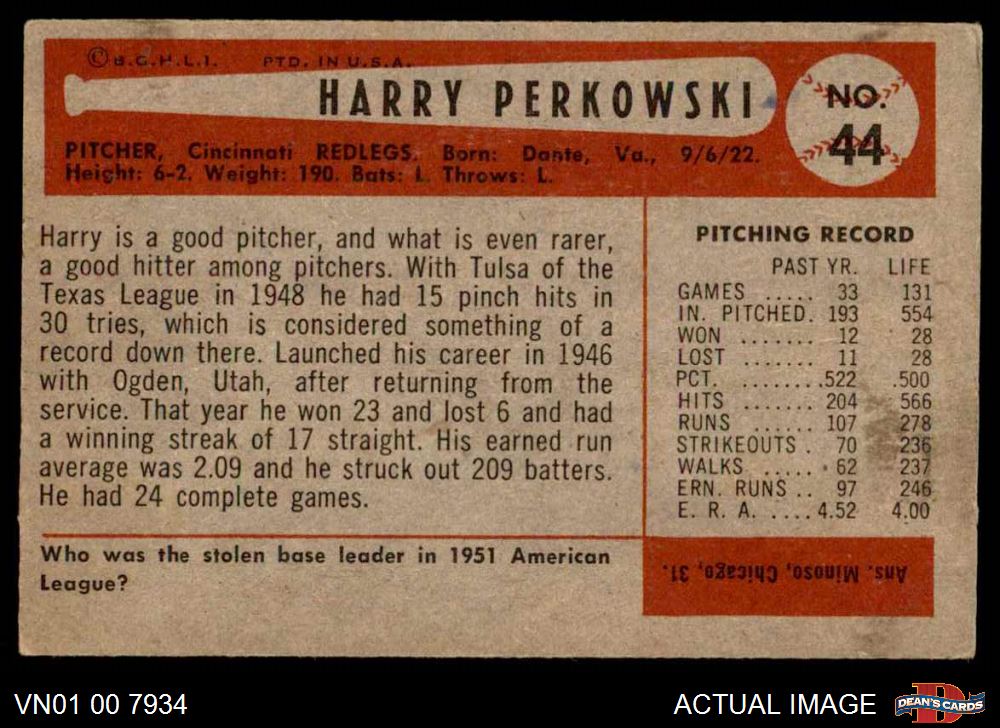 ©B.G.H.L.I. PTD. IN U.S.A.
HARRY PERKOWSKI
NO.
44
PITCHER, Cincinnati REDLEGS. Born: Dante, Va., 9/6/22.
Height: 6-2. Weight: 190. Bats: L. Throws: L.
Harry is a good pitcher, and what is even rarer,
a good hitter among pitchers. With Tulsa of the
Texas League in 1948 he had 15 pinch hits in
30 tries, which is considered something of a
record down there. Launched his career in 1946
with Ogden, Utah, after returning from the
service. That year he won 23 and lost 6 and had
a winning streak of 17 straight. His earned run
average was 2.09 and he struck out 209 batters.
He had 24 complete games.
PITCHING RECORD
PAST YR. LIFE
GAMES ..... 33 131
IN. PITCHED. 193 554
WON ....... 12 28
LOST ...... 11 28
PCT. ........ .522 .500
HITS ....... 204 566
RUNS ...... 107 278
STRIKEOUTS . 70 236
WALKS ..... 62 237
ERN. RUNS .. 97 246
E. R. A. .... 4.52 4.00
Who was the stolen base leader in 1951 American
League?
Ans. Minoso, Chicago, 31.
VN01 00 7934
ACTUAL IMAGE
D
DEAN'S CARDS